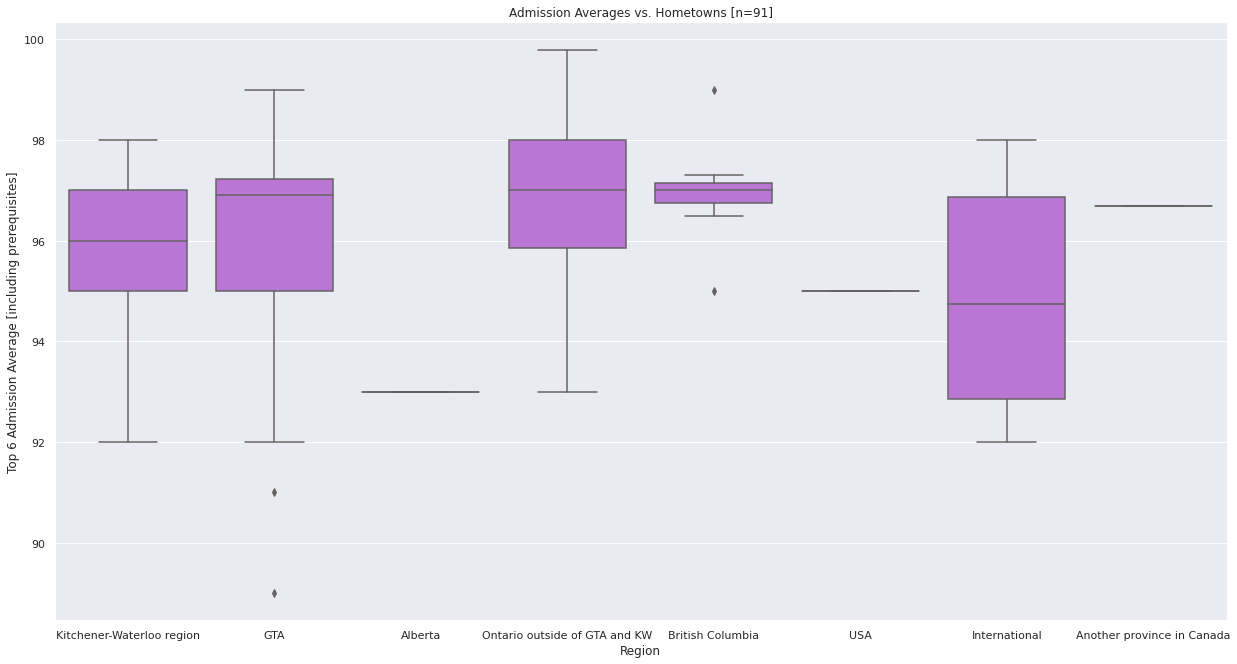 Admission Averages vs. Hometowns [n=91]
Top 6 Admission Average [including prerequisites]
100
98
96
94
92
90
Kitchener-Waterloo region GTA Alberta Ontario outside of GTA and KW British Columbia USA International Another province in Canada
Region